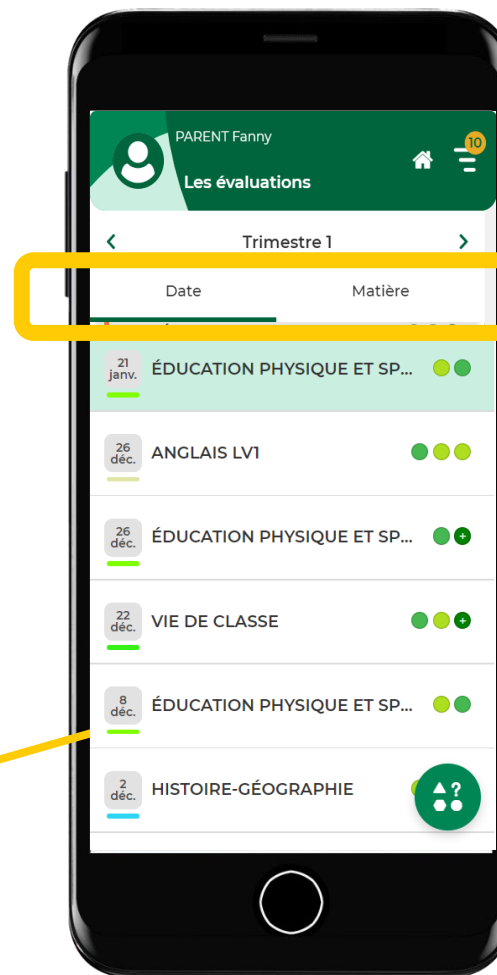 PARENT Fanny
10
Les évaluations
Trimestre 1
Date Matière
21 janv. ÉDUCATION PHYSIQUE ET SP...
26 déc. ANGLAIS LV1
26 déc. ÉDUCATION PHYSIQUE ET SP...
22 déc. VIE DE CLASSE
8 déc. ÉDUCATION PHYSIQUE ET SP...
2 déc. HISTOIRE-GÉOGRAPHIE